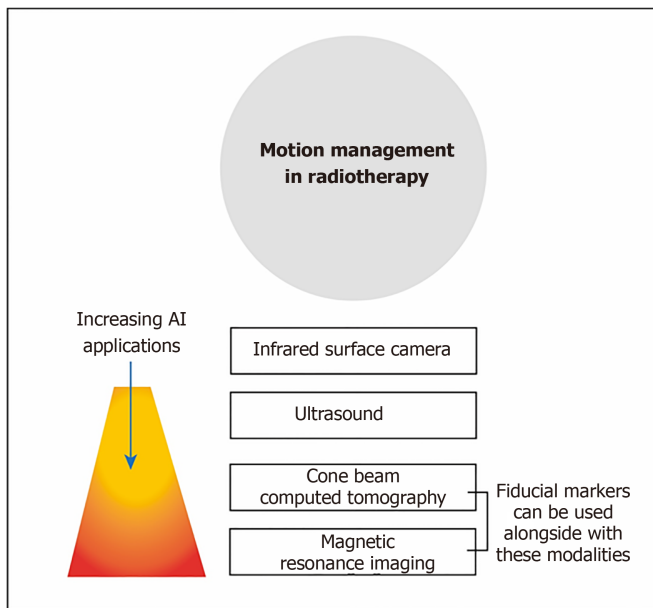 Motion management
in radiotherapy
Increasing AI
applications
Infrared surface camera
Ultrasound
Cone beam
computed tomography
Magnetic
resonance imaging
Fiducial markers
can be used
alongside with
these modalities